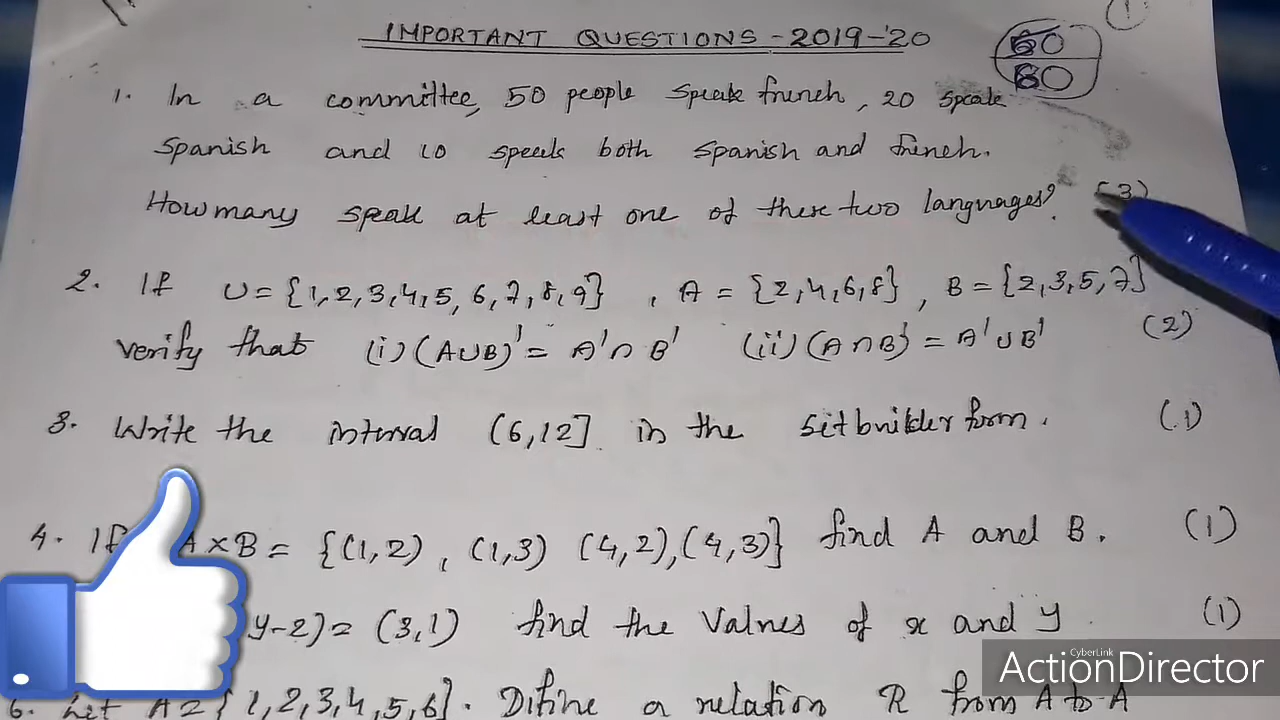 IMPORTANT QUESTIONS - 2019-'20
1
60
80
1. In a committee, 50 people speak french, 20 speak
spanish and 10 speek both spanish and french.
How many speak at least one of these two languages? (3)
2. If U = {1,2,3,4,5,6,7,8,9}, A = {2,4,6,8}, B = {2,3,5,7}
verify that (i) (A∪B)' = A'∩B' (ii) (A∩B)' = A'∪B' (2)
3. Write the interval (6,12] in the setbuilder form. (1)
4. If A×B = {(1,2), (1,3) (4,2),(4,3)} find A and B. (1)
y-2) = (3,1) find the values of x and y (1)
6. Let A = {1,2,3,4,5,6}. Difine a relation R from A to A
CyberLink
ActionDirector